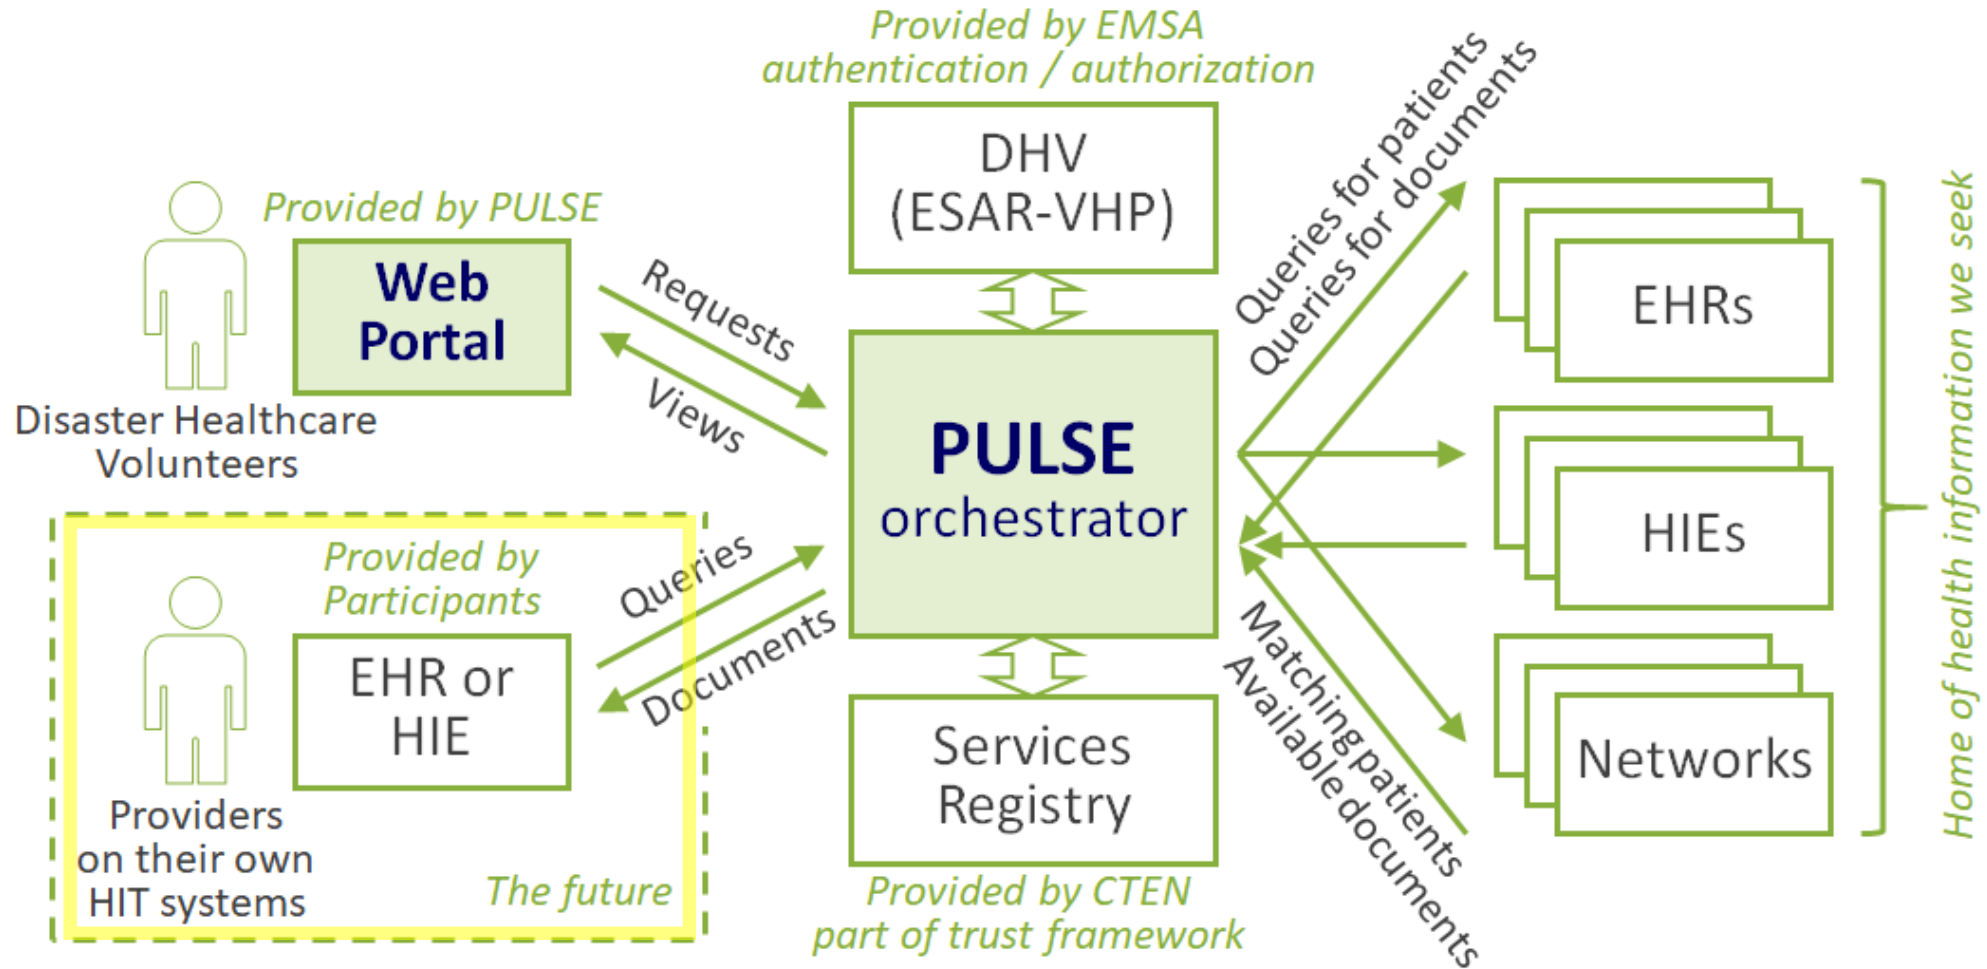 Provided by EMSA
authentication / authorization
DHV
(ESAR-VHP)
Provided by PULSE
Web
Portal
Disaster Healthcare
Volunteers
Requests
Views
PULSE
orchestrator
Queries for patients
Queries for documents
EHRs
HIEs
Networks
Home of health information we seek
Provided by
Participants
EHR or
HIE
Providers
on their own
HIT systems
The future
Queries
Documents
Services
Registry
Provided by CTEN
part of trust framework
Matching patients
Available documents